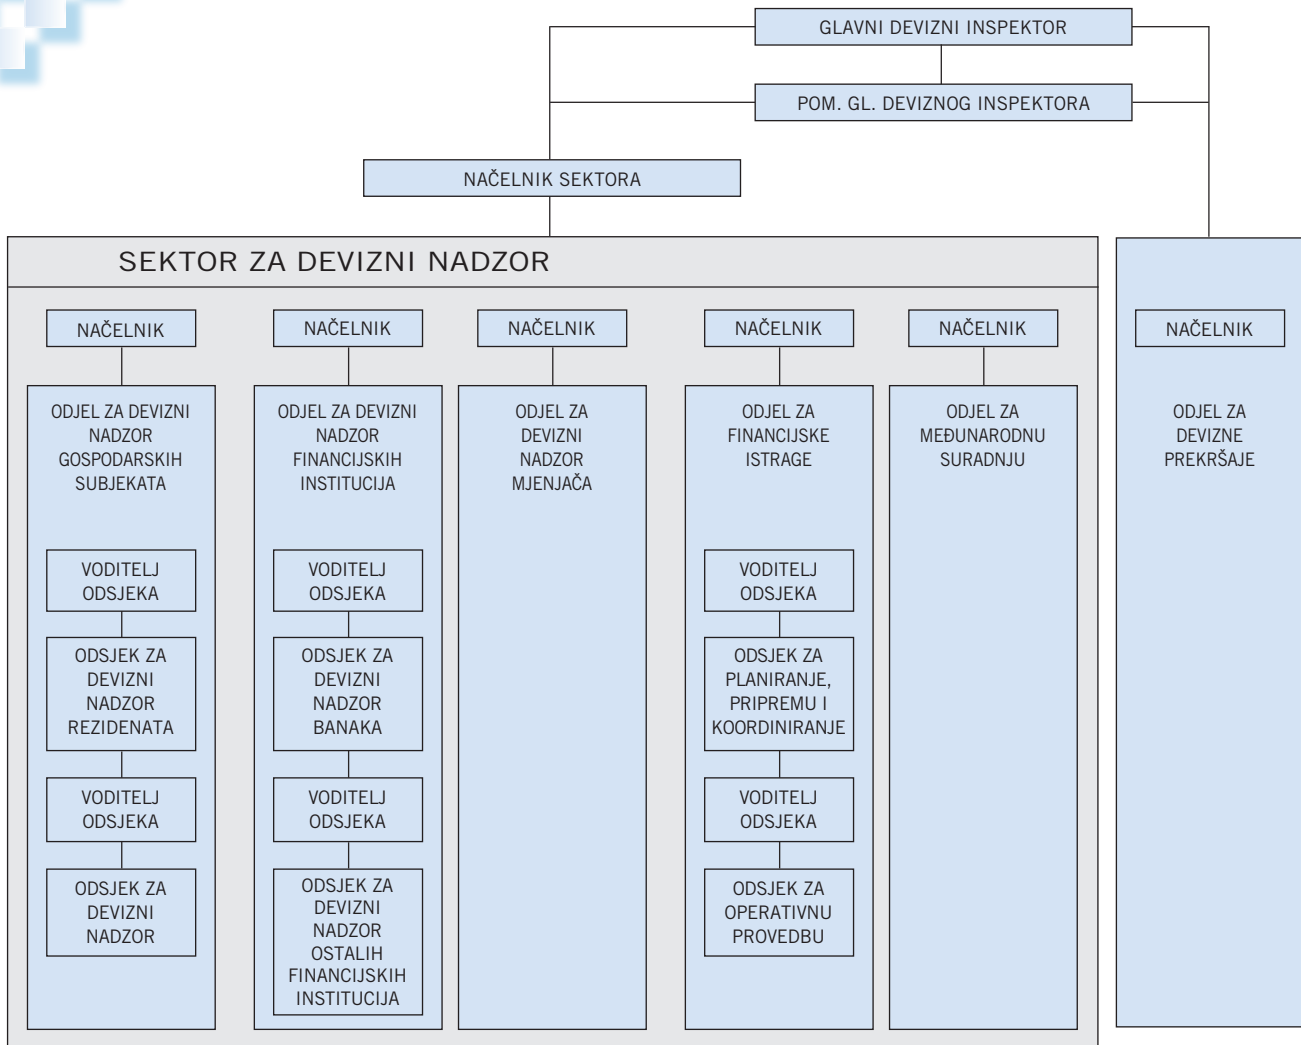 GLAVNI DEVIZNI INSPEKTOR
POM. GL. DEVIZNOG INSPEKTORA
NAČELNIK SEKTORA
SEKTOR ZA DEVIZNI NADZOR
NAČELNIK
ODJEL ZA DEVIZNI
NADZOR
GOSPODARSKIH
SUBJEKATA
VODITELJ
ODSJEKA
ODSJEK ZA
DEVIZNI
NADZOR
REZIDENATA
VODITELJ
ODSJEKA
ODSJEK ZA
DEVIZNI
NADZOR
NAČELNIK
ODJEL ZA DEVIZNI
NADZOR
FINANCIJSKIH
INSTITUCIJA
VODITELJ
ODSJEKA
ODSJEK ZA
DEVIZNI
NADZOR
BANAKA
VODITELJ
ODSJEKA
ODSJEK ZA
DEVIZNI
NADZOR
OSTALIH
FINANCIJSKIH
INSTITUCIJA
NAČELNIK
ODJEL ZA
DEVIZNI
NADZOR
MJENJAČA
NAČELNIK
ODJEL ZA
FINANCIJSKE
ISTRAGE
VODITELJ
ODSJEKA
ODSJEK ZA
PLANIRANJE,
PRIPREMU I
KOORDINIRANJE
VODITELJ
ODSJEKA
ODSJEK ZA
OPERATIVNU
PROVEDBU
NAČELNIK
ODJEL ZA
MEĐUNARODNU
SURADNJU
NAČELNIK
ODJEL ZA
DEVIZNE
PREKRŠAJE